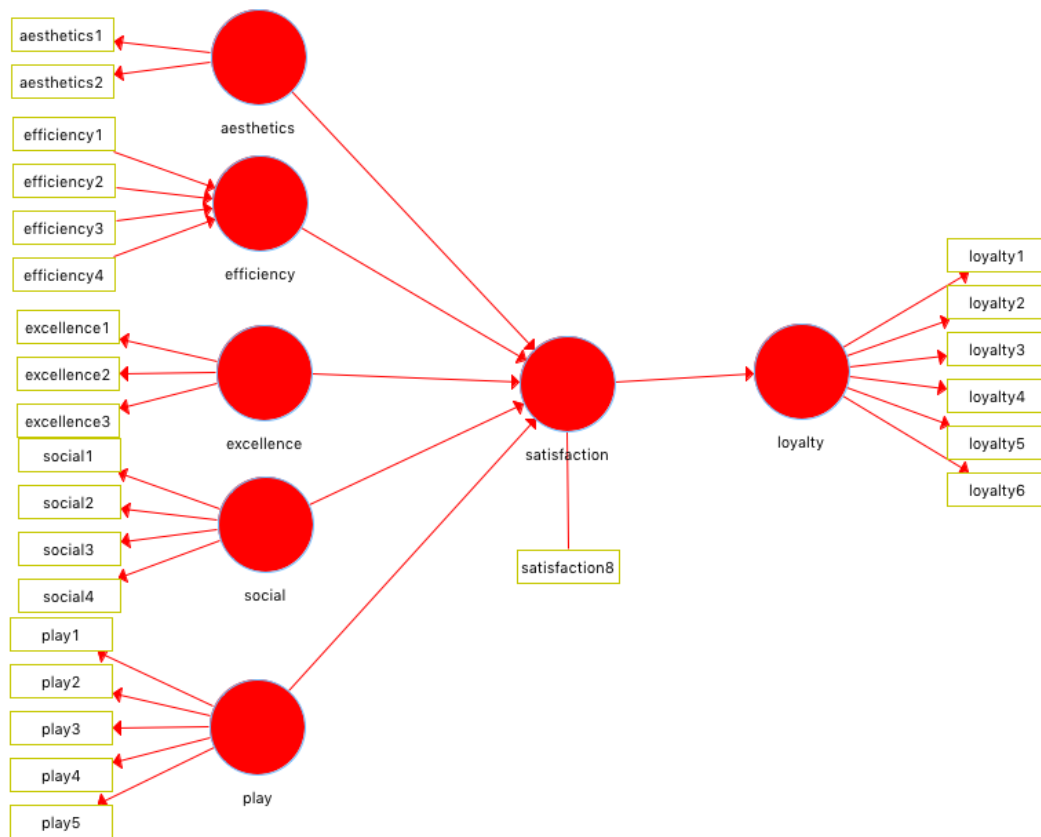 aesthetics1
aesthetics2
aesthetics
efficiency1
efficiency2
efficiency3
efficiency4
efficiency
excellence1
excellence2
excellence3
excellence
social1
social2
social3
social4
social
play1
play2
play3
play4
play5
play
satisfaction
satisfaction8
loyalty
loyalty1
loyalty2
loyalty3
loyalty4
loyalty5
loyalty6